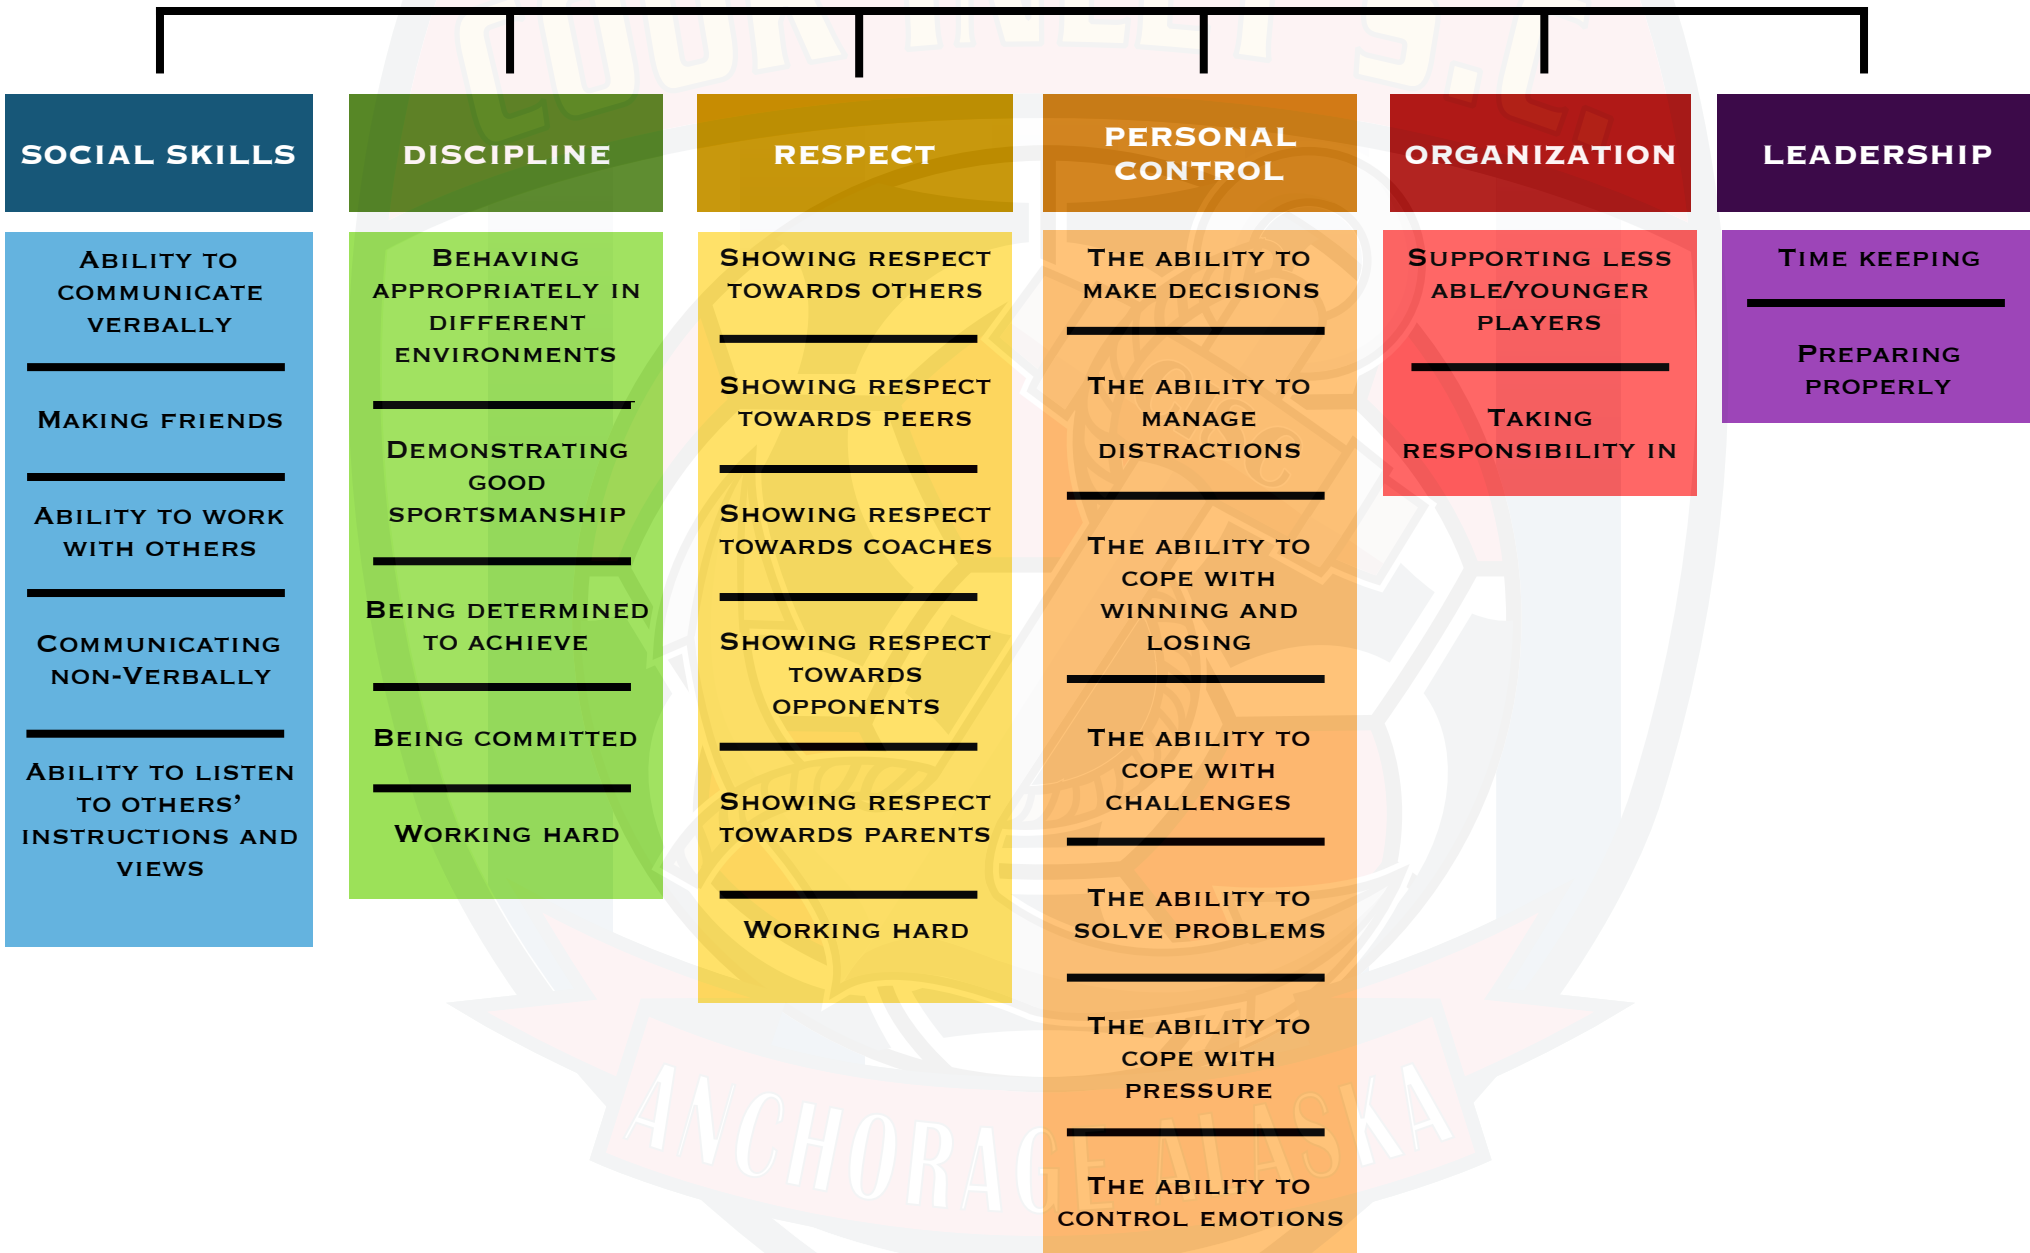 COOK INLET S.C.
SOCIAL SKILLS
ABILITY TO
COMMUNICATE
VERBALLY
MAKING FRIENDS
ABILITY TO WORK
WITH OTHERS
COMMUNICATING
NON-VERBALLY
ABILITY TO LISTEN
TO OTHERS'
INSTRUCTIONS AND
VIEWS
DISCIPLINE
BEHAVING
APPROPRIATELY IN
DIFFERENT
ENVIRONMENTS
DEMONSTRATING
GOOD
SPORTSMANSHIP
BEING DETERMINED
TO ACHIEVE
BEING COMMITTED
WORKING HARD
RESPECT
SHOWING RESPECT
TOWARDS OTHERS
SHOWING RESPECT
TOWARDS PEERS
SHOWING RESPECT
TOWARDS COACHES
SHOWING RESPECT
TOWARDS
OPPONENTS
SHOWING RESPECT
TOWARDS PARENTS
WORKING HARD
PERSONAL
CONTROL
THE ABILITY TO
MAKE DECISIONS
THE ABILITY TO
MANAGE
DISTRACTIONS
THE ABILITY TO
COPE WITH
WINNING AND
LOSING
THE ABILITY TO
COPE WITH
CHALLENGES
THE ABILITY TO
SOLVE PROBLEMS
THE ABILITY TO
COPE WITH
PRESSURE
THE ABILITY TO
CONTROL EMOTIONS
ORGANIZATION
SUPPORTING LESS
ABLE/YOUNGER
PLAYERS
TAKING
RESPONSIBILITY IN
LEADERSHIP
TIME KEEPING
PREPARING
PROPERLY
ANCHORAGE ALASKA